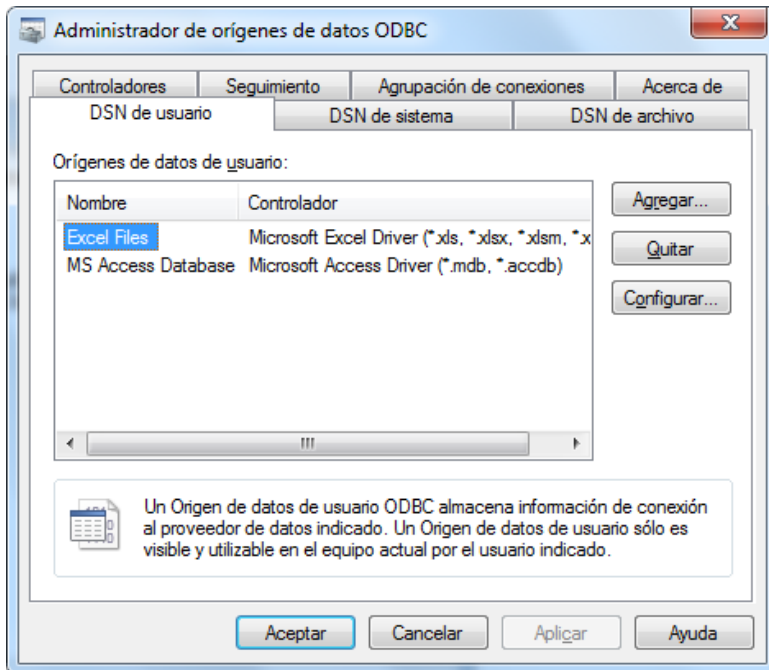 Administrador de orígenes de datos ODBC
Controladores Seguimiento Agrupación de conexiones Acerca de
DSN de usuario DSN de sistema DSN de archivo
Orígenes de datos de usuario:
Nombre Controlador
Excel Files Microsoft Excel Driver (*.xls, *.xlsx, *.xlsm, *.x
MS Access Database Microsoft Access Driver (*.mdb, *.accdb)
Agregar...
Quitar
Configurar...
Un Origen de datos de usuario ODBC almacena información de conexión
al proveedor de datos indicado. Un Origen de datos de usuario sólo es
visible y utilizable en el equipo actual por el usuario indicado.
Aceptar Cancelar Aplicar Ayuda